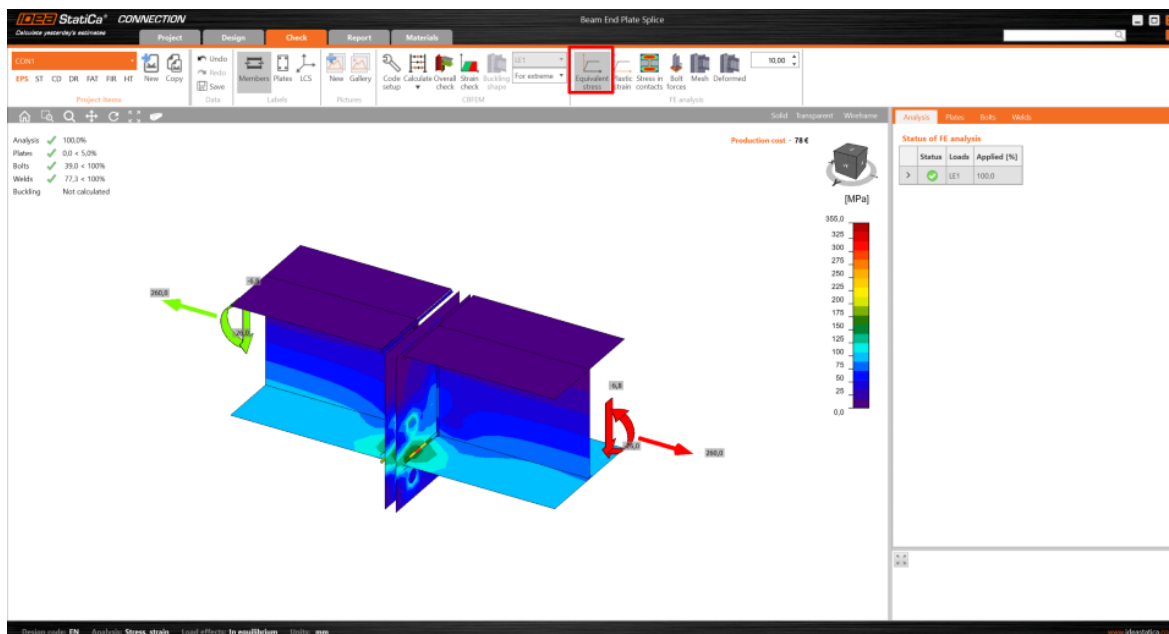 IDEA StatiCa® CONNECTION
Calculate yesterday's estimates
Beam End Plate Splice
Project Design Check Report Materials
CON1
EPS ST CD DR FAT FIR HT
New Copy
Project items
Undo
Redo
Save
Data
Members Plates LCS
Labels
New Gallery
Pictures
Code setup Calculate Overall check Strain check Buckling shape
LE1
For extreme
CBFEM
Equivalent stress Plastic strain Stress in contacts Bolt forces Mesh Deformed
10,00
FE analysis
Solid Transparent Wireframe
Analysis 100,0%
Plates 0,0 < 5,0%
Bolts 39,0 < 100%
Welds 77,3 < 100%
Buckling Not calculated
Production cost - 78 €
[MPa]
355,0
325
300
275
250
225
200
175
150
125
100
75
50
25
0,0
260,0
-6,8
260,0
Analysis Plates Bolts Welds
Status of FE analysis
Status Loads Applied [%]
LE1 100,0
Design code: EN Analysis: Stress, strain Load effects: In equilibrium Units: mm
www.ideastatica.co